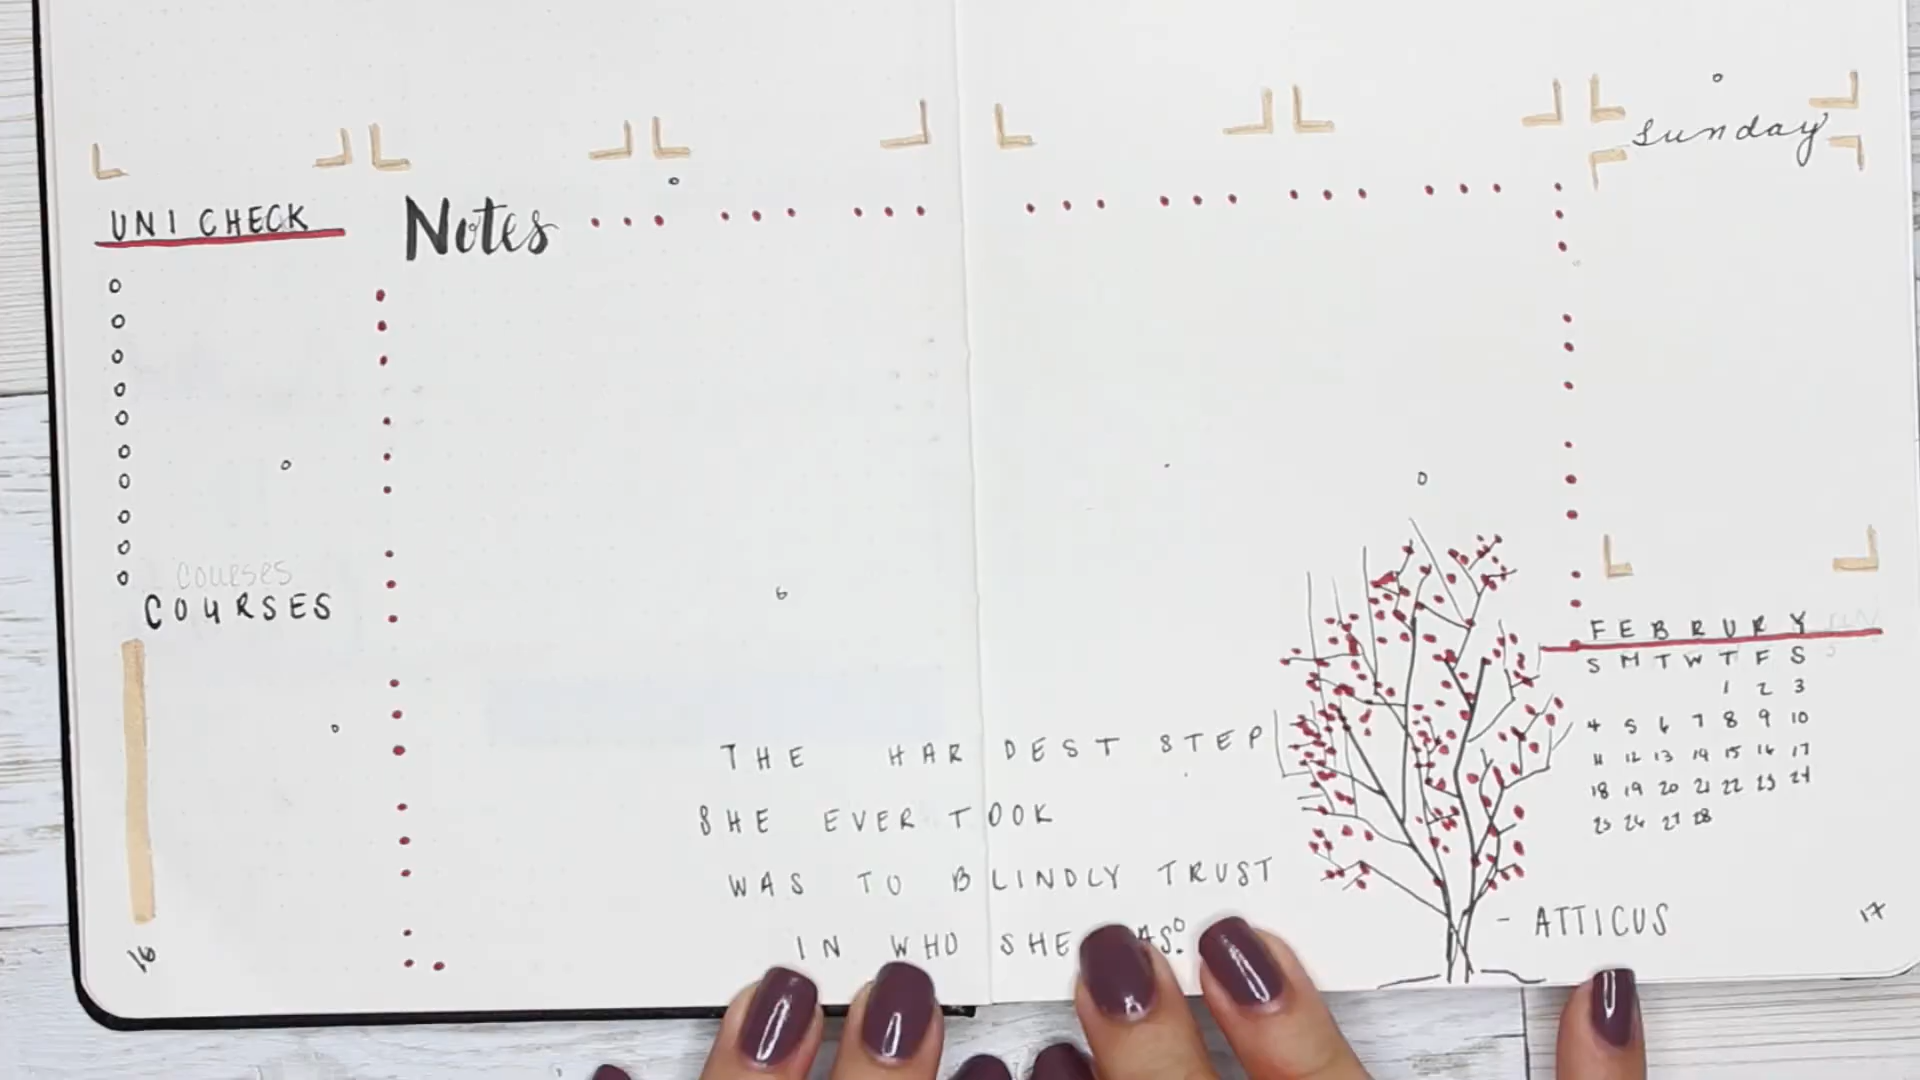 sunday
UNI CHECK
Notes
courses
COURSES
THE HARDEST STEP
SHE EVER TOOK
WAS TO BLINDLY TRUST
IN WHO SHE
- ATTICUS
FEBRURY
S M T W T F S
1 2 3
4 5 6 7 8 9 10
11 12 13 14 15 16 17
18 19 20 21 22 23 24
25 26 27 28
16
17